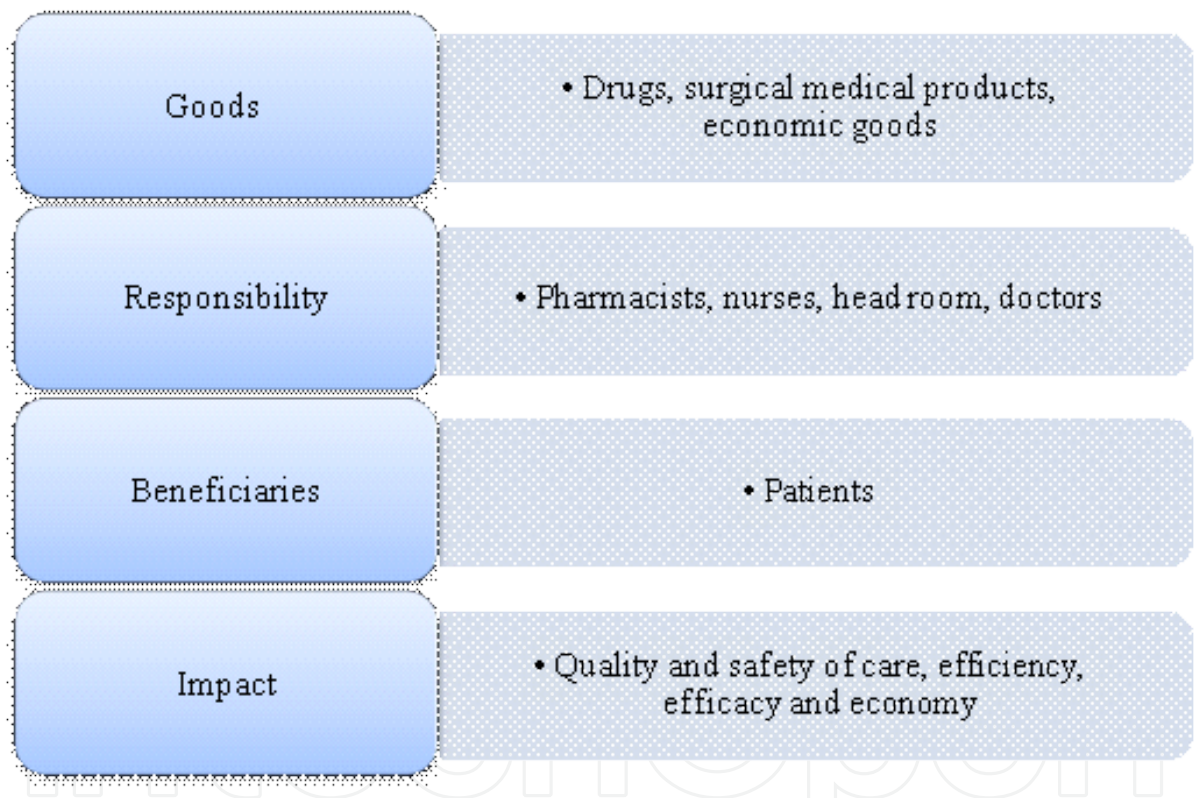 Goods
• Drugs, surgical medical products,
economic goods
Responsibility
• Pharmacists, nurses, head room, doctors
Beneficiaries
• Patients
Impact
• Quality and safety of care, efficiency,
efficacy and economy